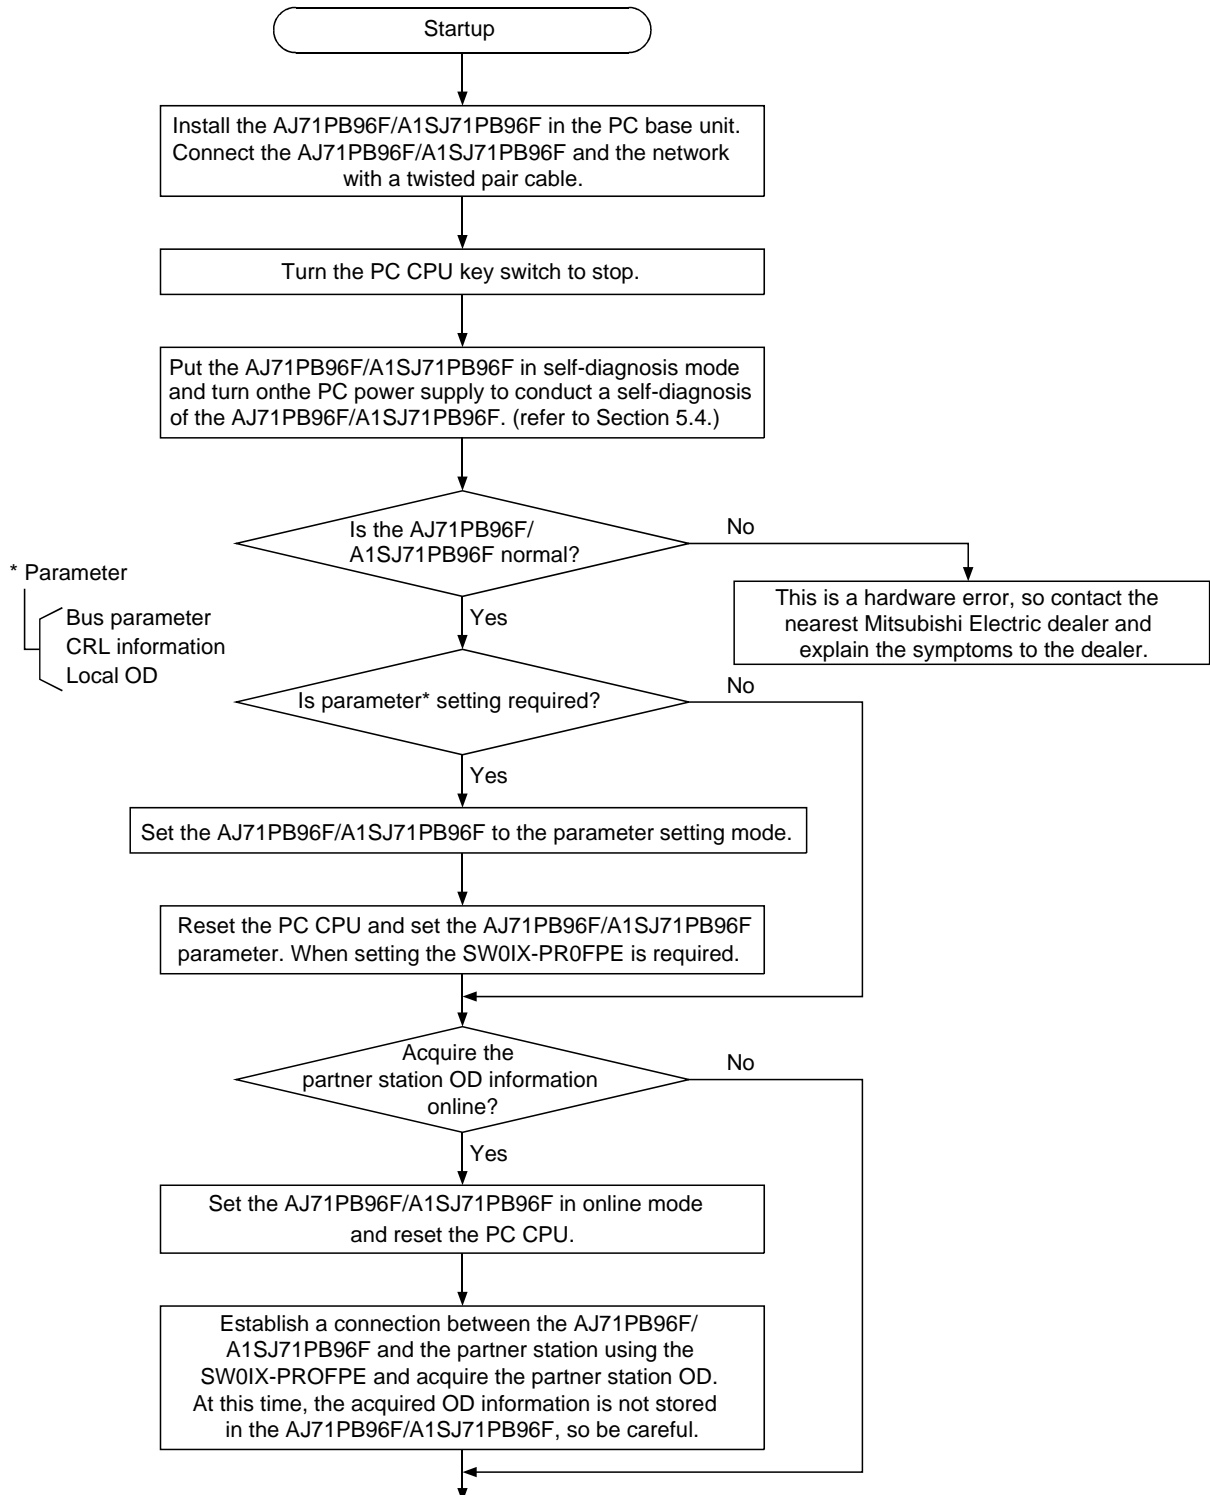 Startup
Install the AJ71PB96F/A1SJ71PB96F in the PC base unit.
Connect the AJ71PB96F/A1SJ71PB96F and the network
with a twisted pair cable.
Turn the PC CPU key switch to stop.
Put the AJ71PB96F/A1SJ71PB96F in self-diagnosis mode
and turn onthe PC power supply to conduct a self-diagnosis
of the AJ71PB96F/A1SJ71PB96F. (refer to Section 5.4.)
Is the AJ71PB96F/
A1SJ71PB96F normal?
No
This is a hardware error, so contact the
nearest Mitsubishi Electric dealer and
explain the symptoms to the dealer.
Yes
* Parameter
Bus parameter
CRL information
Local OD
Is parameter* setting required?
No
Yes
Set the AJ71PB96F/A1SJ71PB96F to the parameter setting mode.
Reset the PC CPU and set the AJ71PB96F/A1SJ71PB96F
parameter. When setting the SW0IX-PR0FPE is required.
Acquire the
partner station OD information
online?
No
Yes
Set the AJ71PB96F/A1SJ71PB96F in online mode
and reset the PC CPU.
Establish a connection between the AJ71PB96F/
A1SJ71PB96F and the partner station using the
SW0IX-PROFPE and acquire the partner station OD.
At this time, the acquired OD information is not stored
in the AJ71PB96F/A1SJ71PB96F, so be careful.